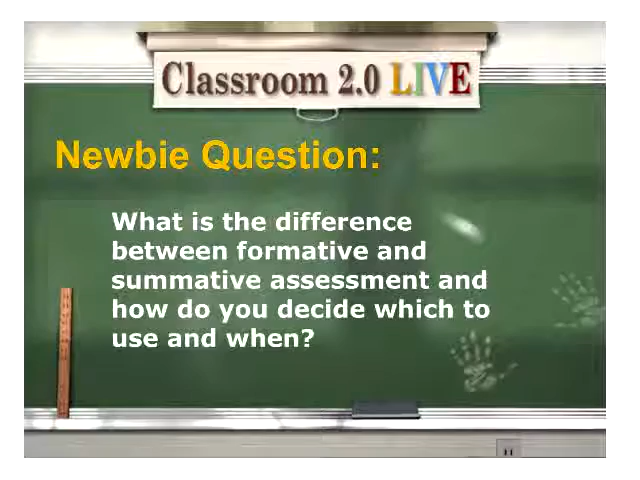 Classroom 2.0 LIVE
Newbie Question:
What is the difference
between formative and
summative assessment and
how do you decide which to
use and when?